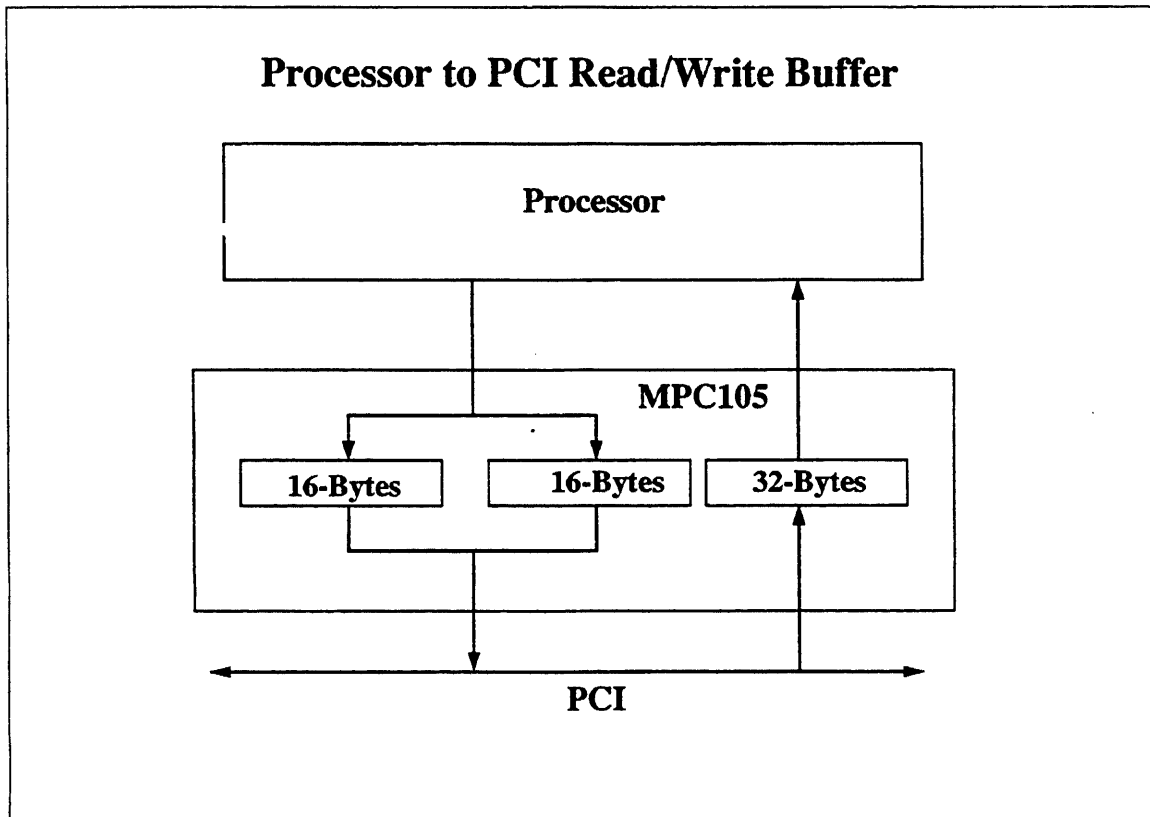 Processor to PCI Read/Write Buffer
Processor
MPC105
16-Bytes
16-Bytes
32-Bytes
PCI